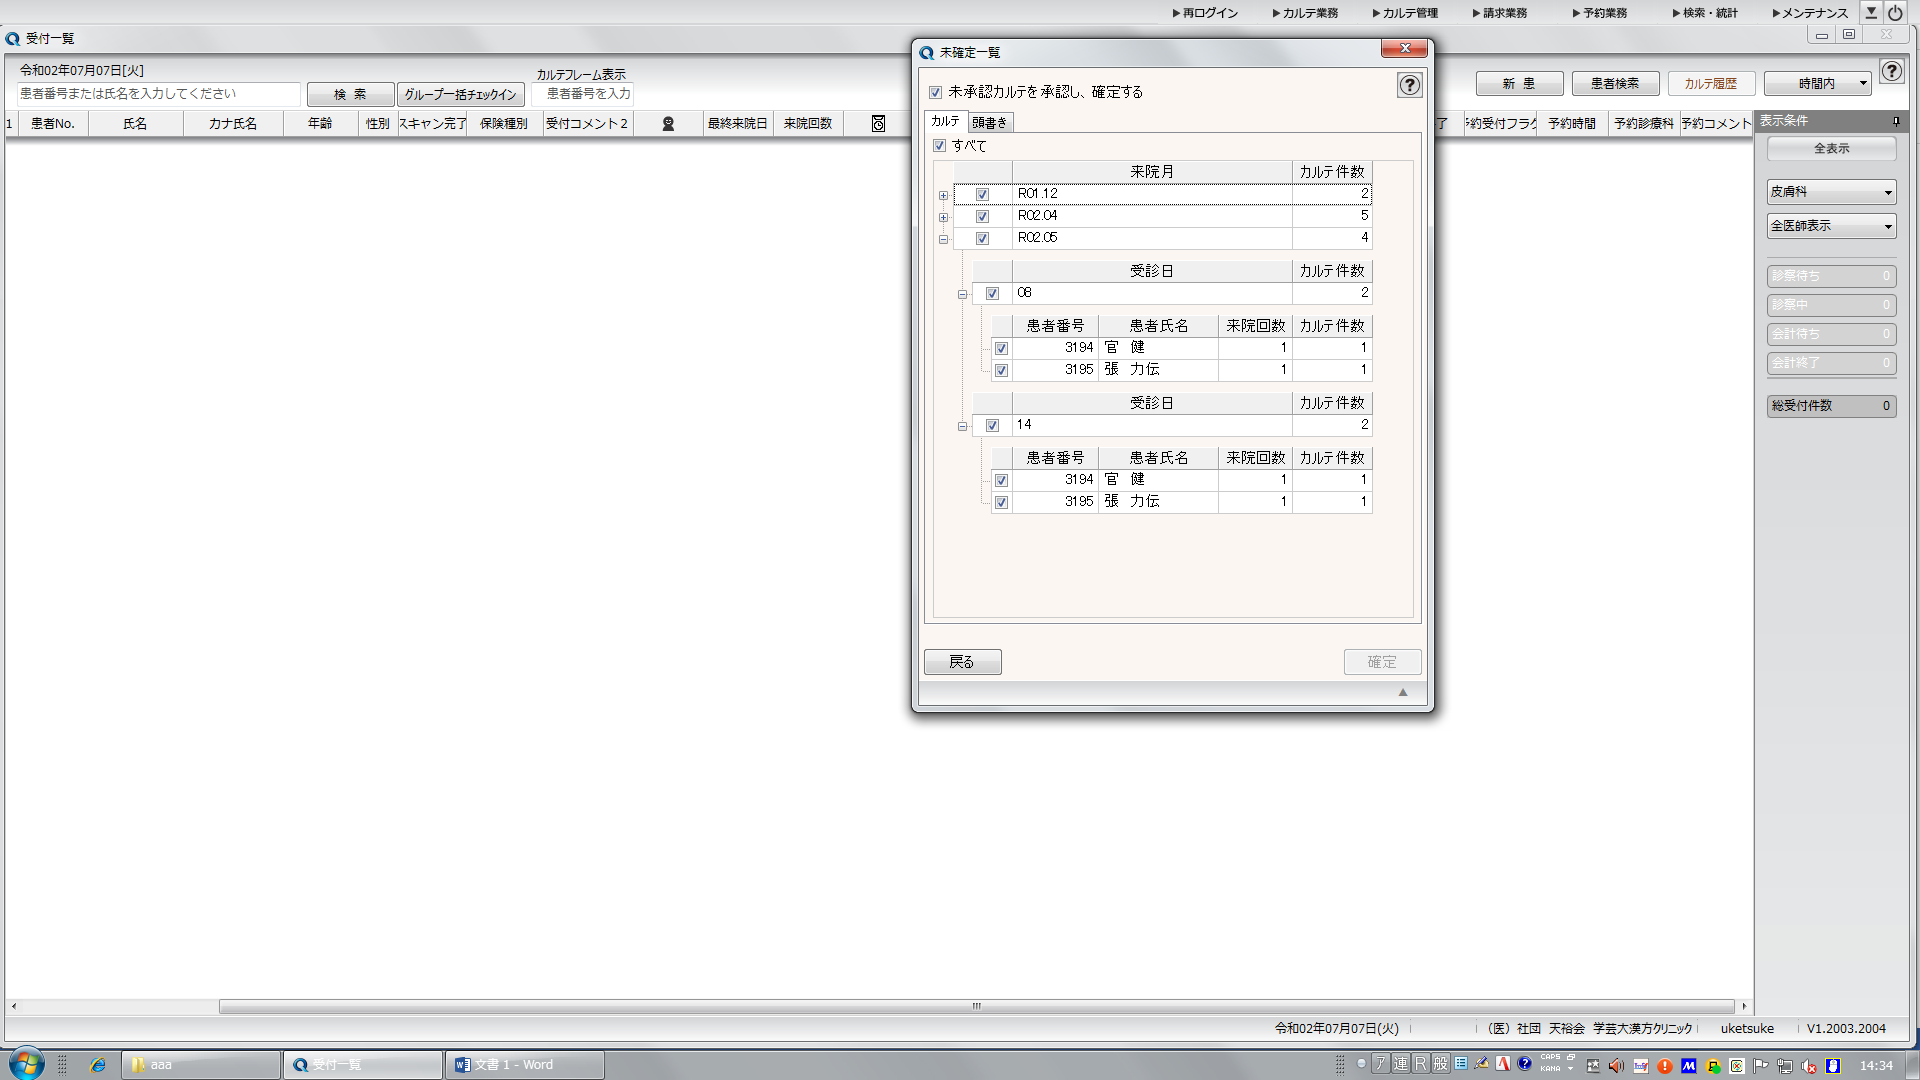 ▶再ログイン ▶カルテ業務 ▶カルテ管理 ▶請求業務 ▶予約業務 ▶検索・統計 ▶メンテナンス
受付一覧
令和02年07月07日[火]
患者番号または氏名を入力してください
検 索
グループ一括チェックイン
カルテフレーム表示
患者番号を入力
新 患
患者検索
カルテ履歴
時間内
1 患者No. 氏名 カナ氏名 年齢 性別 スキャン完了 保険種別 受付コメント2 最終来院日 来院回数
予約時間 予約診療科 予約コメント
未確定一覧
未承認カルテを承認し、確定する
カルテ 頭書き
すべて
来院月 カルテ件数
R01.12 2
R02.04 5
R02.05 4
受診日 カルテ件数
08 2
患者番号 患者氏名 来院回数 カルテ件数
3194 官 健 1 1
3195 張 力伝 1 1
受診日 カルテ件数
14 2
患者番号 患者氏名 来院回数 カルテ件数
3194 官 健 1 1
3195 張 力伝 1 1
戻る
確定
表示条件
全表示
皮膚科
全医師表示
診察待ち 0
診察中 0
会計待ち 0
会計終了 0
総受付件数 0
令和02年07月07日(火) (医)社団 天裕会 学芸大漢方クリニック uketsuke V1.2003.2004
aaa
受付一覧
文書 1 - Word
ア 連 R 般
CAPS
KANA
14:34